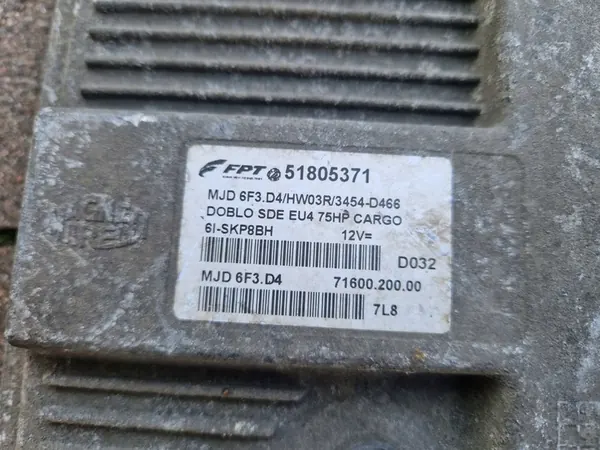 FPT 51805371
MJD 6F3.D4/HW03R/3454-D466
DOBLO SDE EU4 75HP CARGO
6I-SKP8BH 12V=
D032
MJD 6F3.D4 71600.200.00
7L8